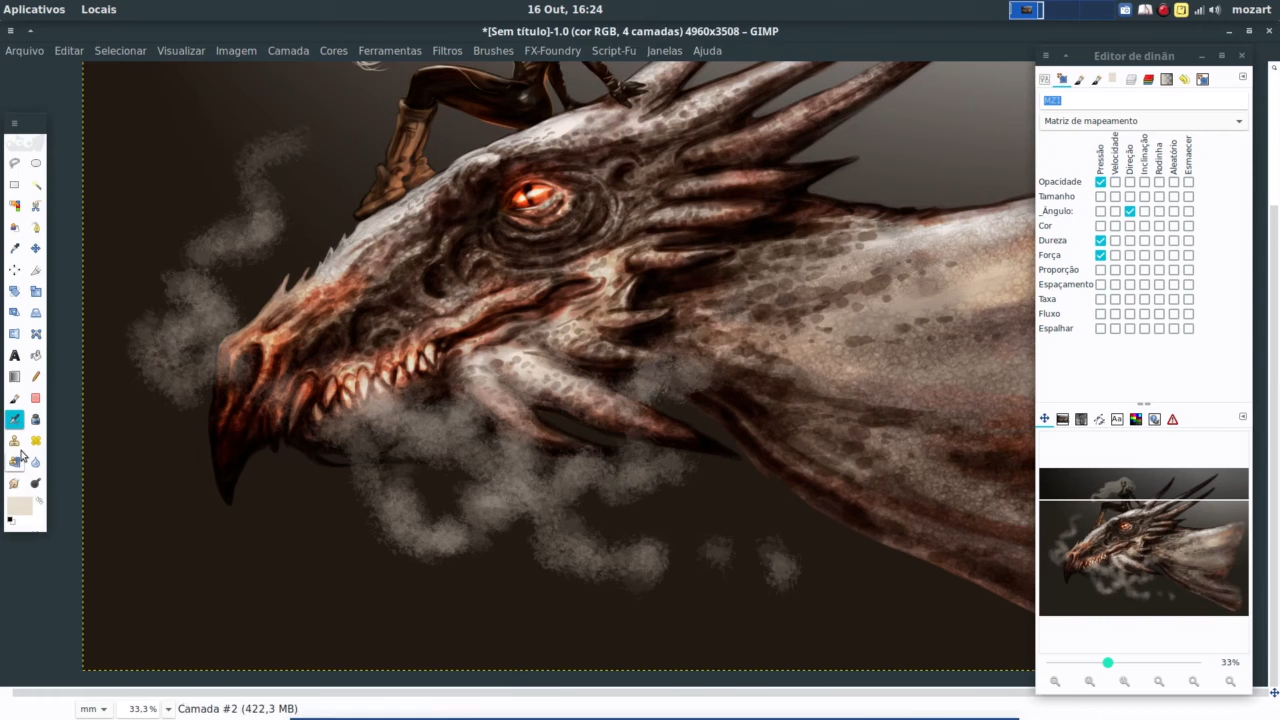 Aplicativos Locais 16 Out, 16:24 mozart
*[Sem título]-1.0 (cor RGB, 4 camadas) 4960x3508 – GIMP
Arquivo Editar Selecionar Visualizar Imagem Camada Cores Ferramentas Filtros Brushes FX-Foundry Script-Fu Janelas Ajuda
Editor de dinân
MZ1
Matriz de mapeamento
Pressão Velocidade Direção Inclinação Rodinha Aleatório Esmaecer
Opacidade
Tamanho
_Ângulo:
Cor
Dureza
Força
Proporção
Espaçamento
Taxa
Fluxo
Espalhar
Aa
33%
mm 33,3% Camada #2 (422,3 MB)